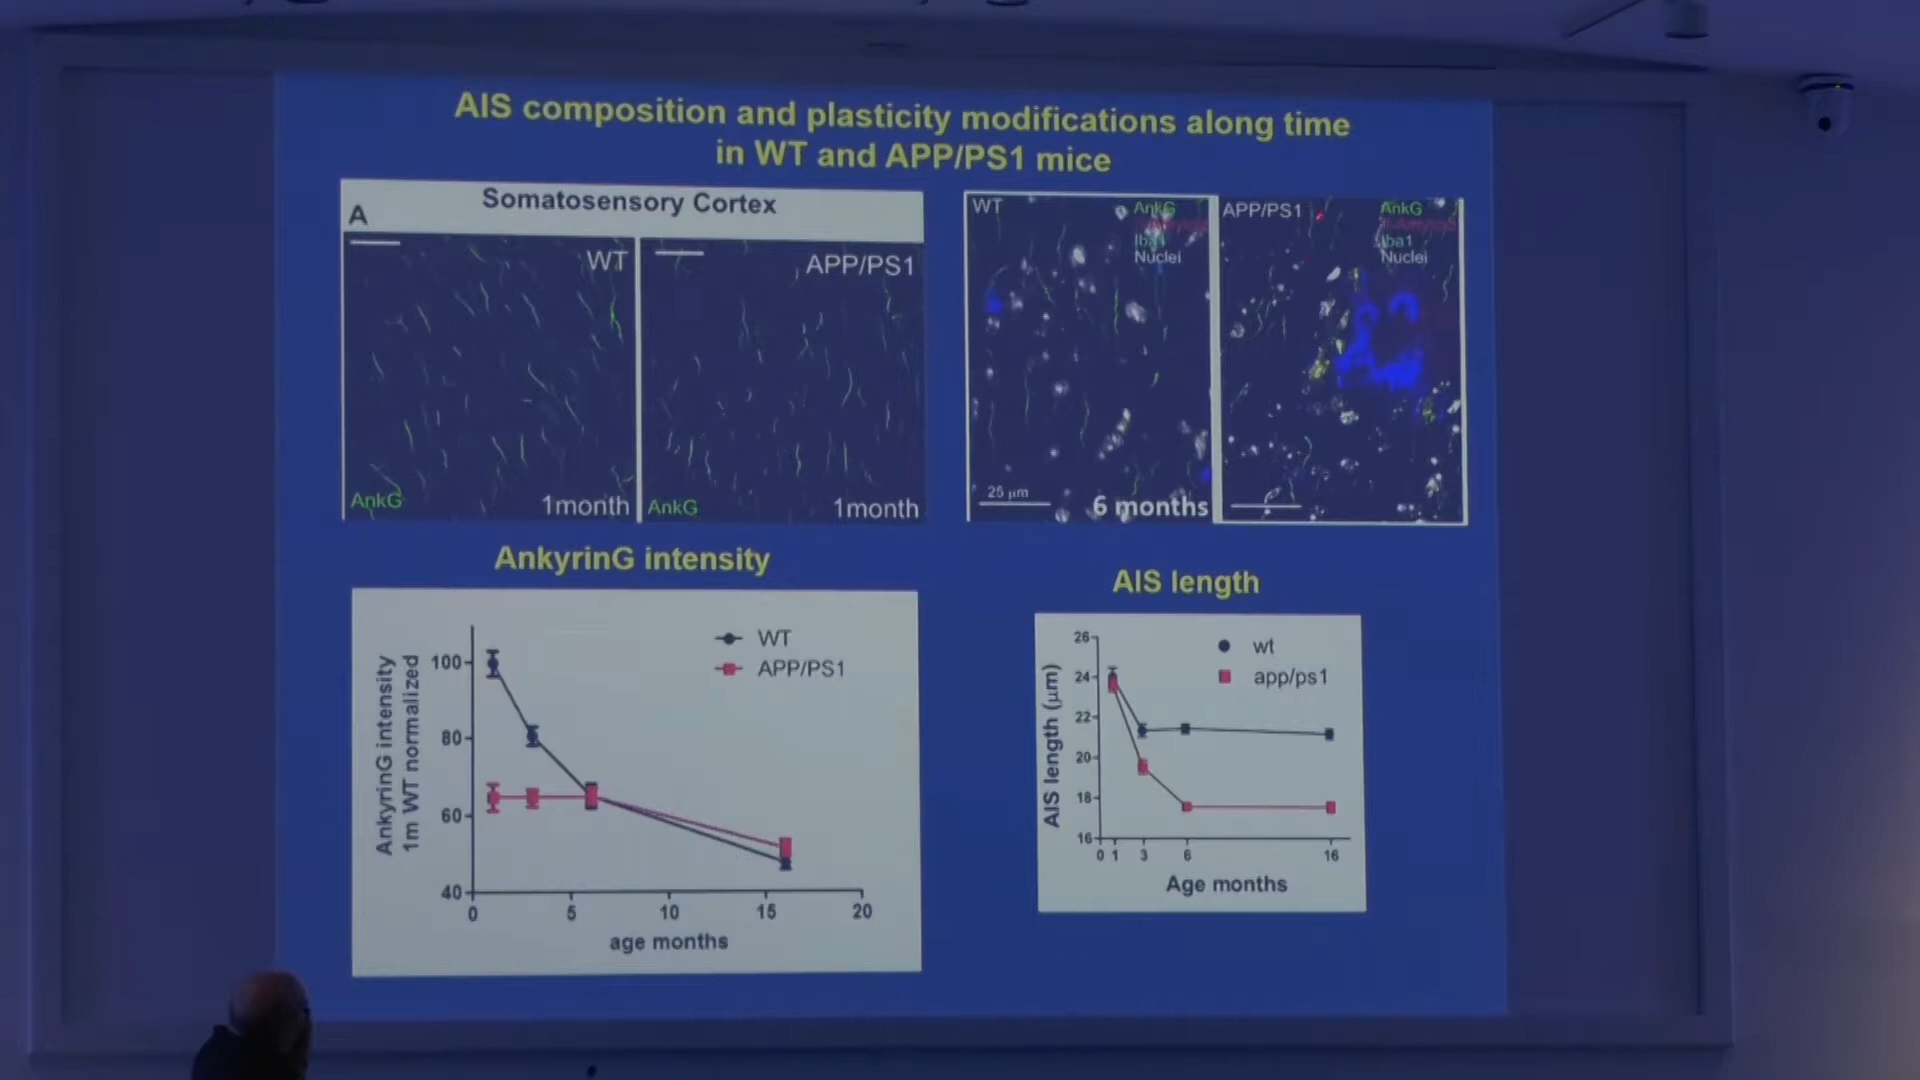 AIS composition and plasticity modifications along time
in WT and APP/PS1 mice
A
Somatosensory Cortex
WT
AnkG
1month
APP/PS1
AnkG
1month
WT
AnkG
Iba1
Nuclei
25 µm
6 months
APP/PS1
AnkG
Iba1
Nuclei
AnkyrinG intensity
AnkyrinG intensity
1m WT normalized
100
80
60
40
0 5 10 15 20
age months
WT
APP/PS1
AIS length
AIS length (µm)
26
24
22
20
18
16
0 1 3 6 16
Age months
wt
app/ps1